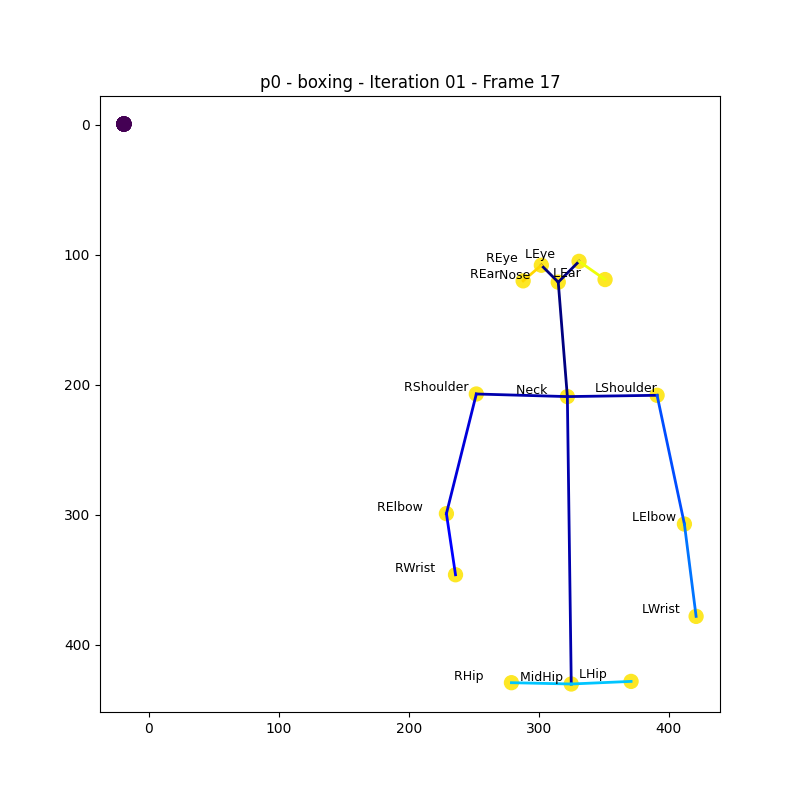 p0 - boxing - Iteration 01 - Frame 17
0
100
200
300
400
REye LEye
REar Nose LEar
RShoulder Neck LShoulder
RElbow LElbow
RWrist
LWrist
RHip MidHip LHip
0 100 200 300 400